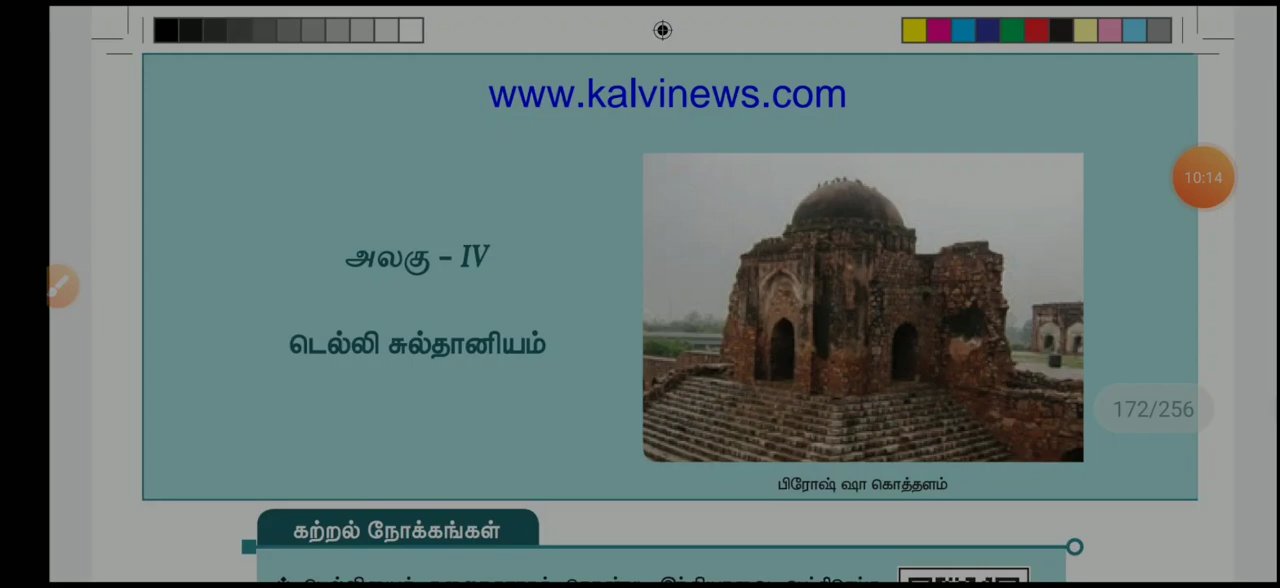 www.kalvinews.com
10:14
அலகு – IV
டெல்லி சுல்தானியம்
172/256
பிரோஷ் ஷா கொத்தளம்
கற்றல் நோக்கங்கள்